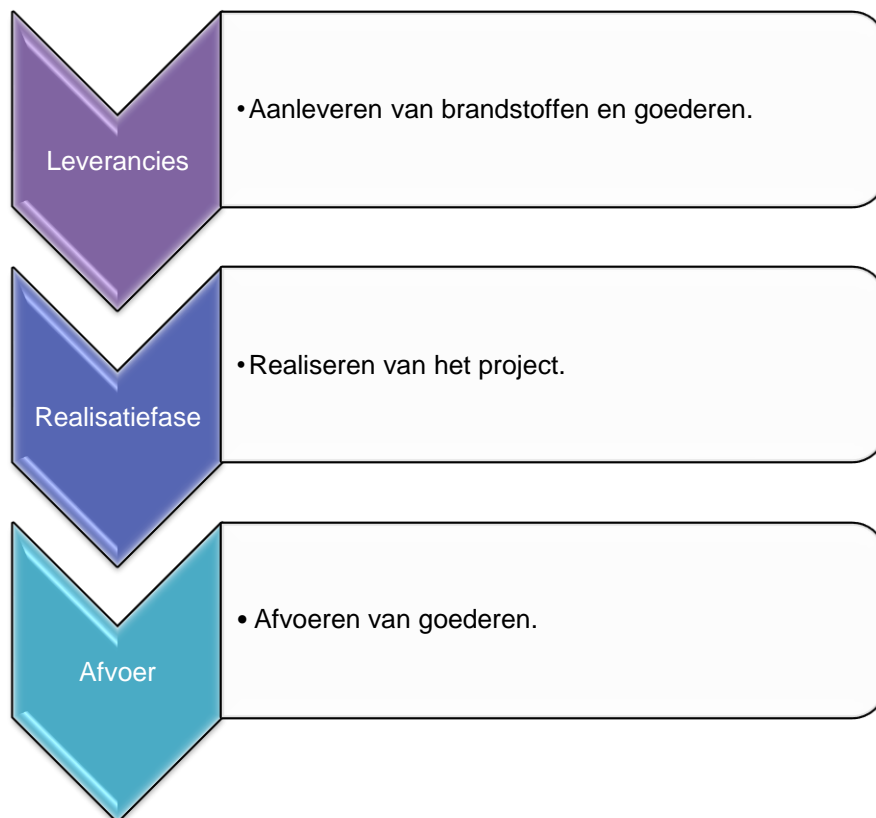 Leverancies
•Aanleveren van brandstoffen en goederen.
Realisatiefase
•Realiseren van het project.
Afvoer
• Afvoeren van goederen.